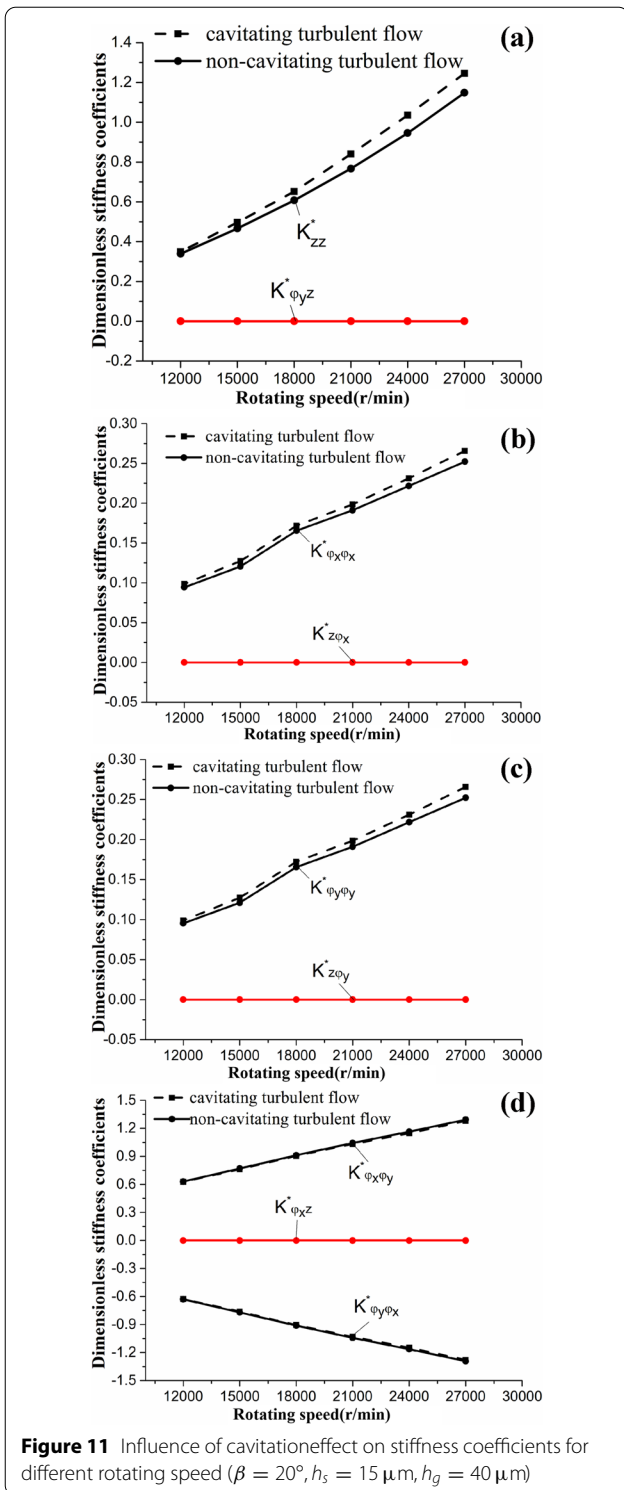 (a)
cavitating turbulent flow
non-cavitating turbulent flow
Dimensionless stiffness coefficients
1.4
1.2
1.0
0.8
0.6
0.4
0.2
0.0
-0.2
K*zz
K*φyz
12000 15000 18000 21000 24000 27000 30000
Rotating speed(r/min)
(b)
cavitating turbulent flow
non-cavitating turbulent flow
Dimensionless stiffness coefficients
0.30
0.25
0.20
0.15
0.10
0.05
0.00
-0.05
K*φxφx
K*zφx
12000 15000 18000 21000 24000 27000 30000
Rotating speed(r/min)
(c)
cavitating turbulent flow
non-cavitating turbulent flow
Dimensionless stiffness coefficients
0.30
0.25
0.20
0.15
0.10
0.05
0.00
-0.05
K*φyφy
K*zφy
12000 15000 18000 21000 24000 27000 30000
Rotating speed(r/min)
(d)
cavitating turbulent flow
non-cavitating turbulent flow
Dimensionless stiffness coefficients
1.5
1.2
0.9
0.6
0.3
0.0
-0.3
-0.6
-0.9
-1.2
-1.5
K*φxφy
K*φxz
K*φyφx
12000 15000 18000 21000 24000 27000 30000
Rotating speed(r/min)
Figure 11 Influence of cavitationeffect on stiffness coefficients for
different rotating speed (β = 20°, hs = 15 μm, hg = 40 μm)